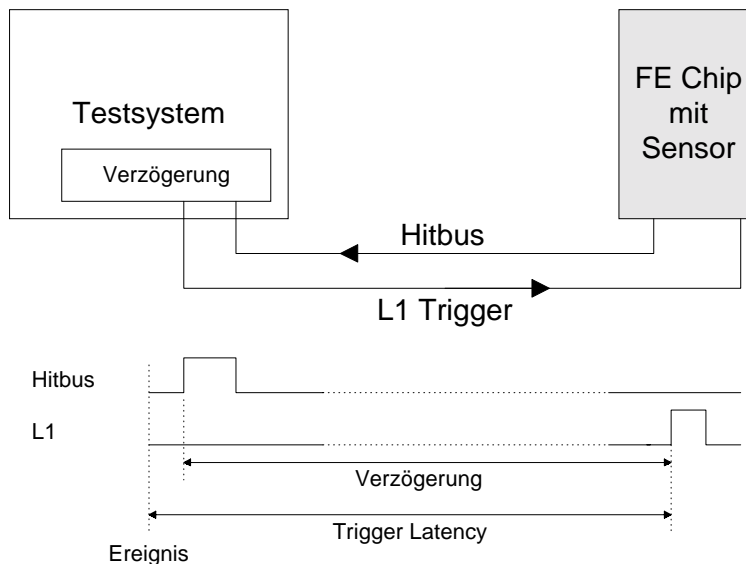 Testsystem
Verzögerung
FE Chip
mit
Sensor
Hitbus
L1 Trigger
Hitbus
L1
Verzögerung
Trigger Latency
Ereignis